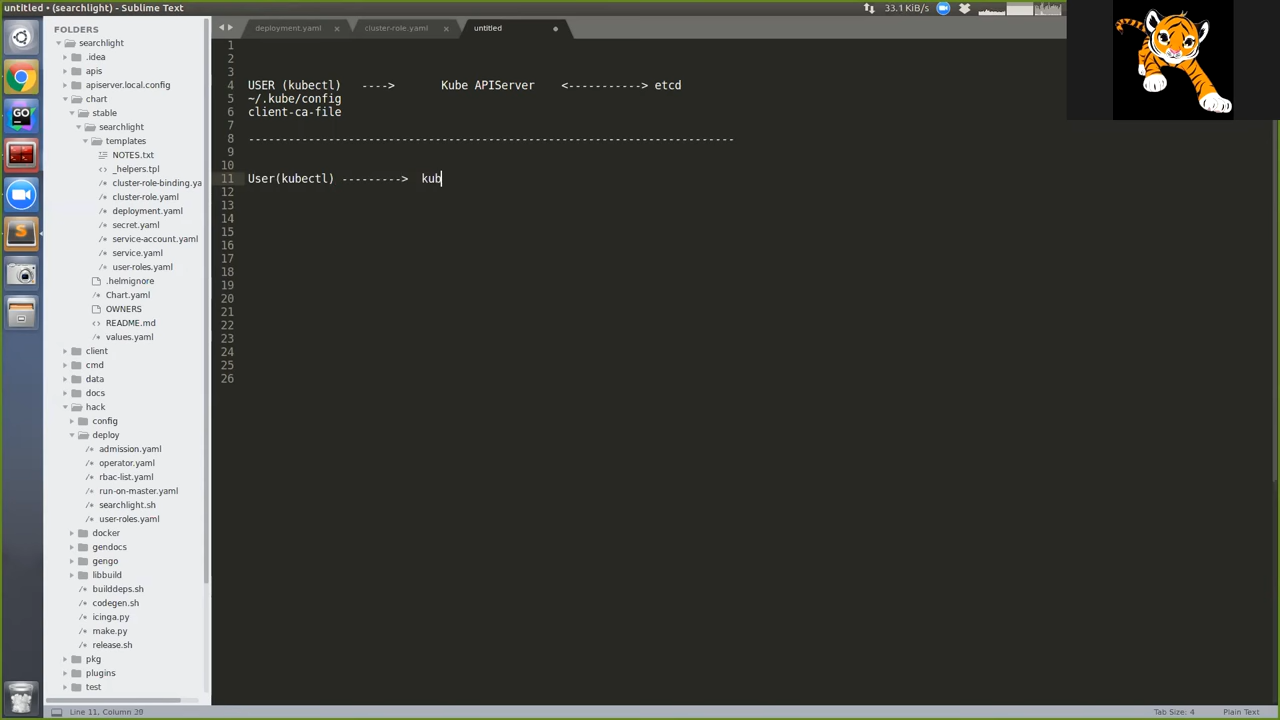 untitled • (searchlight) - Sublime Text
33.1 KiB/s
FOLDERS
searchlight
.idea
apis
apiserver.local.config
chart
stable
searchlight
templates
NOTES.txt
_helpers.tpl
cluster-role-binding.ya
cluster-role.yaml
deployment.yaml
secret.yaml
service-account.yaml
service.yaml
user-roles.yaml
.helmignore
Chart.yaml
OWNERS
README.md
values.yaml
client
cmd
data
docs
hack
config
deploy
admission.yaml
operator.yaml
rbac-list.yaml
run-on-master.yaml
searchlight.sh
user-roles.yaml
docker
gendocs
gengo
libbuild
builddeps.sh
codegen.sh
icinga.py
make.py
release.sh
pkg
plugins
test
deployment.yaml × cluster-role.yaml × untitled •
1
2
3
4 USER (kubectl) ----> Kube APIServer <-----------> etcd
5 ~/.kube/config
6 client-ca-file
7
8 -------------------------------------------------------------------------
9
10
11 User(kubectl) ---------> kub
12
13
14
15
16
17
18
19
20
21
22
23
24
25
26
Line 11, Column 30
Tab Size: 4 Plain Text